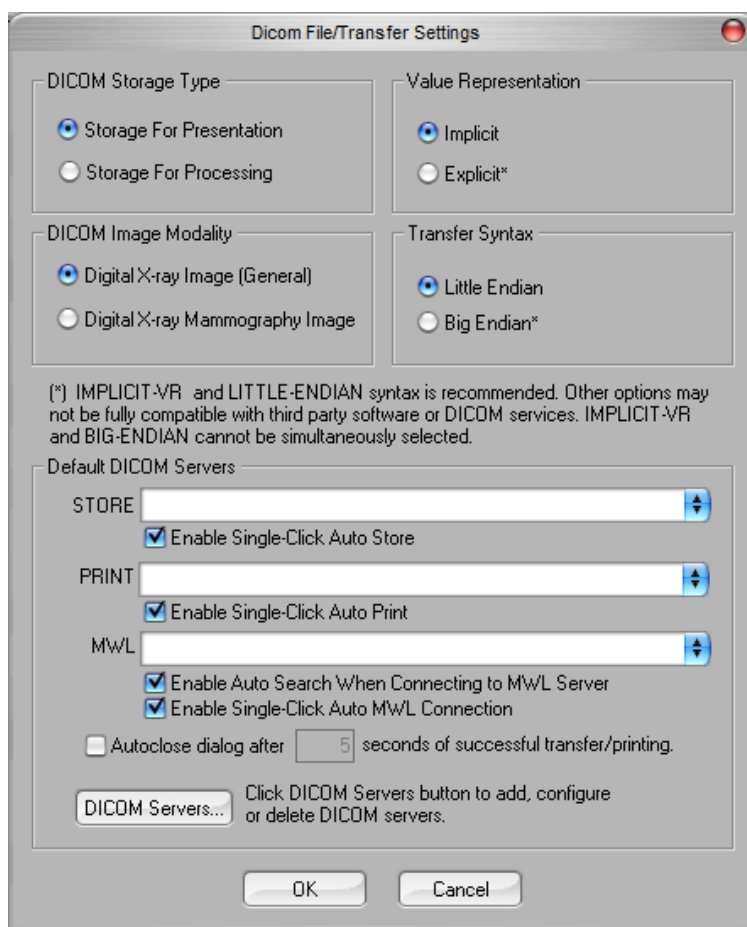 Dicom File/Transfer Settings
DICOM Storage Type
Storage For Presentation
Storage For Processing
Value Representation
Implicit
Explicit*
DICOM Image Modality
Digital X-ray Image (General)
Digital X-ray Mammography Image
Transfer Syntax
Little Endian
Big Endian*
(*) IMPLICIT-VR and LITTLE-ENDIAN syntax is recommended. Other options may
not be fully compatible with third party software or DICOM services. IMPLICIT-VR
and BIG-ENDIAN cannot be simultaneously selected.
Default DICOM Servers
STORE
Enable Single-Click Auto Store
PRINT
Enable Single-Click Auto Print
MWL
Enable Auto Search When Connecting to MWL Server
Enable Single-Click Auto MWL Connection
Autoclose dialog after 5 seconds of successful transfer/printing.
DICOM Servers...
Click DICOM Servers button to add, configure
or delete DICOM servers.
OK
Cancel